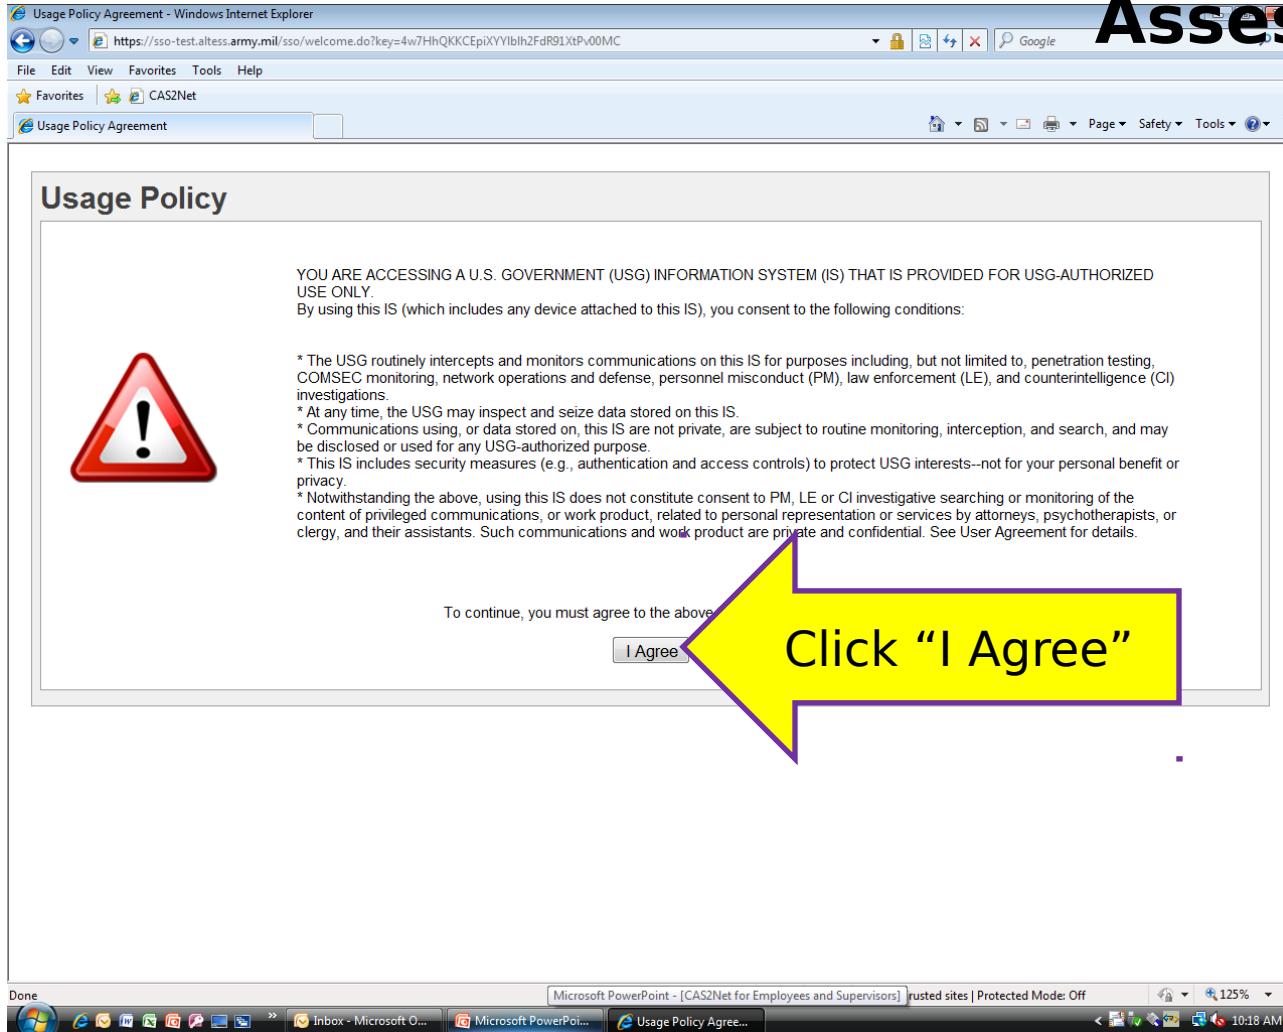 Usage Policy Agreement - Windows Internet Explorer
Asses
https://sso-test.altess.army.mil/sso/welcome.do?key=4w7HhQKKCEpiXYYIbIh2FdR91XtPv00MC
Google
File Edit View Favorites Tools Help
Favorites CAS2Net
Usage Policy Agreement
Page Safety Tools
Usage Policy
YOU ARE ACCESSING A U.S. GOVERNMENT (USG) INFORMATION SYSTEM (IS) THAT IS PROVIDED FOR USG-AUTHORIZED
USE ONLY.
By using this IS (which includes any device attached to this IS), you consent to the following conditions:
* The USG routinely intercepts and monitors communications on this IS for purposes including, but not limited to, penetration testing,
COMSEC monitoring, network operations and defense, personnel misconduct (PM), law enforcement (LE), and counterintelligence (CI)
investigations.
* At any time, the USG may inspect and seize data stored on this IS.
* Communications using, or data stored on, this IS are not private, are subject to routine monitoring, interception, and search, and may
be disclosed or used for any USG-authorized purpose.
* This IS includes security measures (e.g., authentication and access controls) to protect USG interests--not for your personal benefit or
privacy.
* Notwithstanding the above, using this IS does not constitute consent to PM, LE or CI investigative searching or monitoring of the
content of privileged communications, or work product, related to personal representation or services by attorneys, psychotherapists, or
clergy, and their assistants. Such communications and work product are private and confidential. See User Agreement for details.
To continue, you must agree to the above
I Agree
Click “I Agree”
Done
Microsoft PowerPoint - [CAS2Net for Employees and Supervisors]
rusted sites | Protected Mode: Off
125%
Inbox - Microsoft O...
Microsoft PowerPoi...
Usage Policy Agree...
10:18 AM